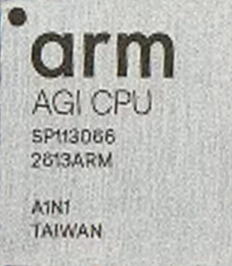 arm
AGI CPU
SP113066
2613ARM
A1N1
TAIWAN